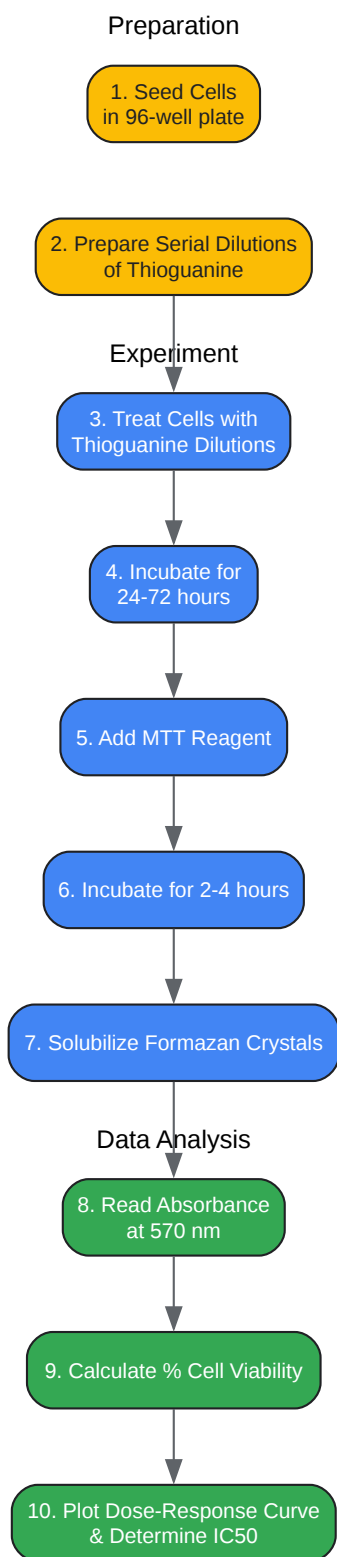 Preparation
1. Seed Cells
in 96-well plate
2. Prepare Serial Dilutions
of Thioguanine
Experiment
3. Treat Cells with
Thioguanine Dilutions
4. Incubate for
24-72 hours
5. Add MTT Reagent
6. Incubate for 2-4 hours
7. Solubilize Formazan Crystals
Data Analysis
8. Read Absorbance
at 570 nm
9. Calculate % Cell Viability
10. Plot Dose-Response Curve
& Determine IC50